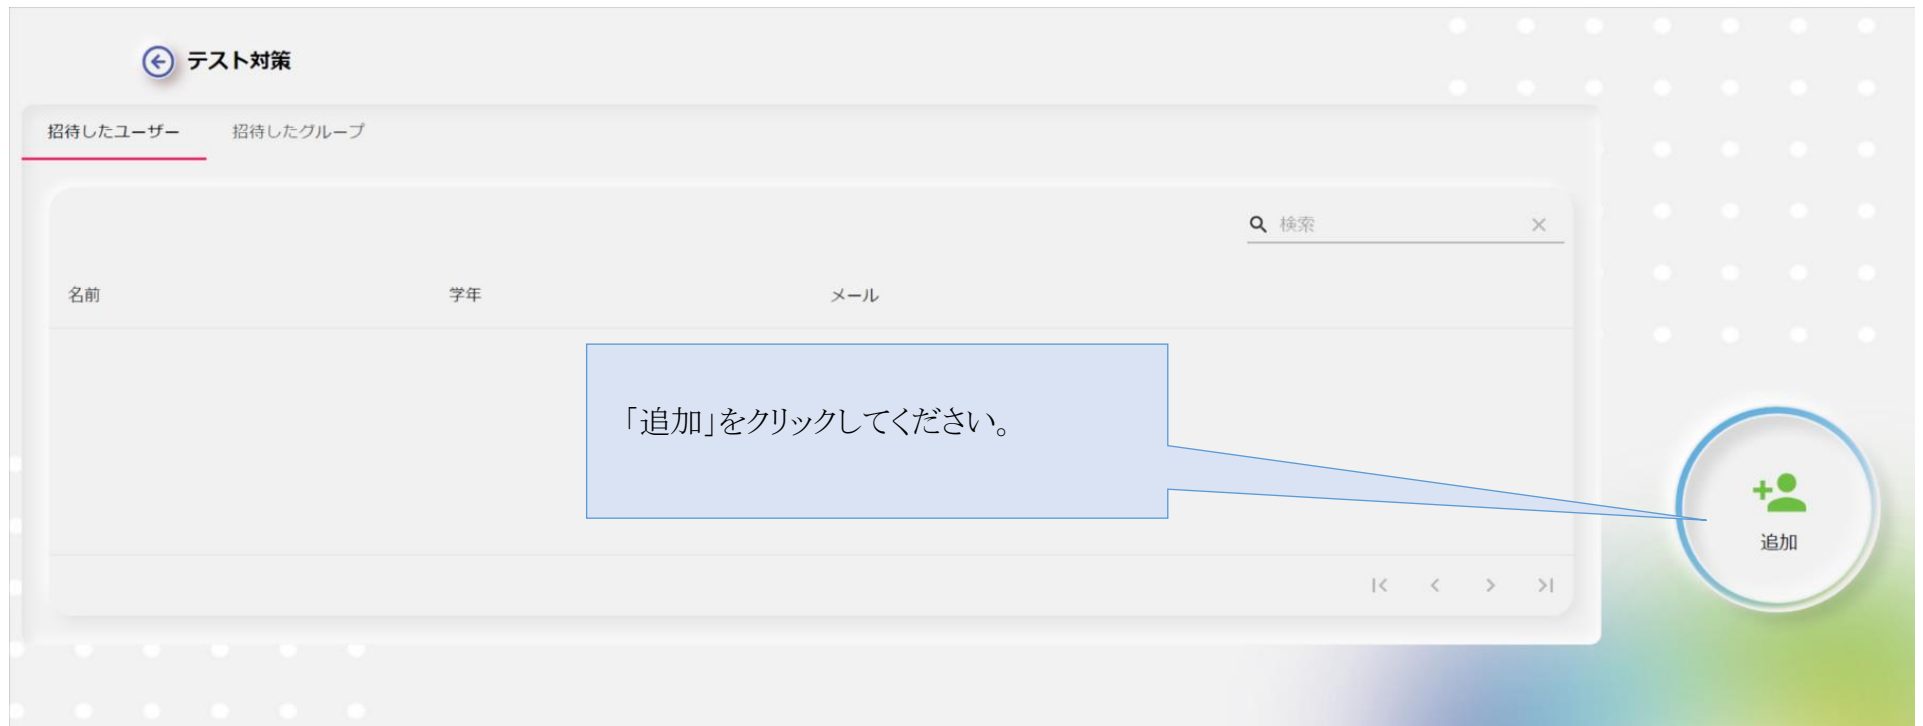 テスト対策
招待したユーザー 招待したグループ
検索
名前 学年 メール
「追加」をクリックしてください。
追加